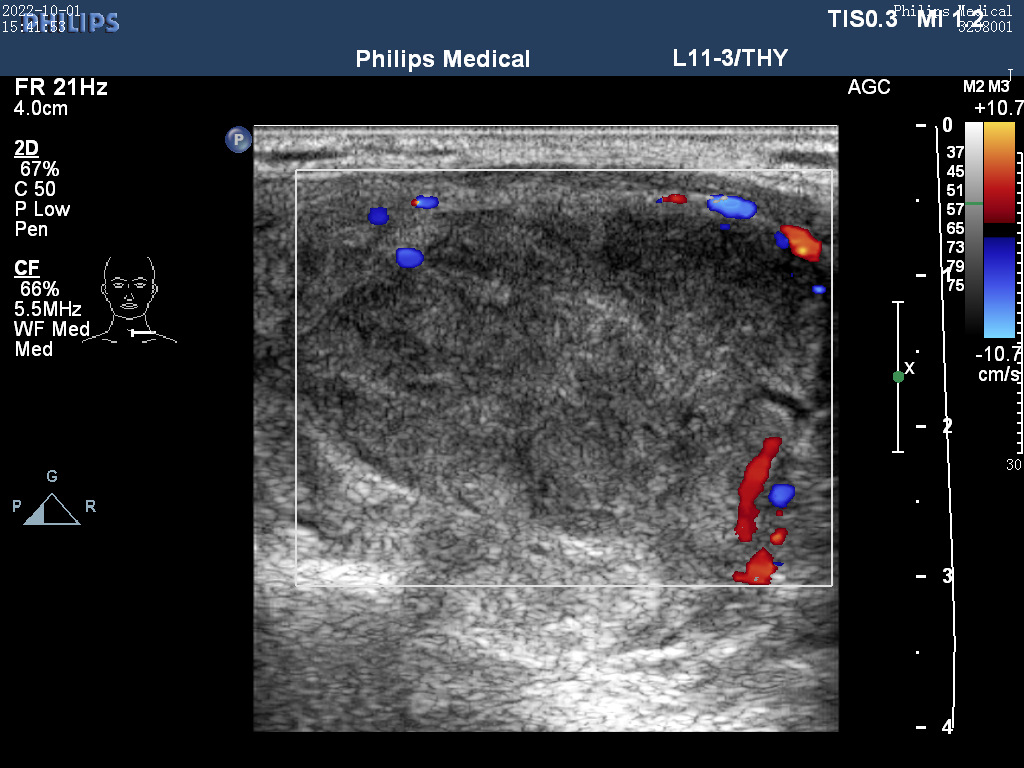 2022-10-01
PHILIPS
15:41:53
TIS0.3 MI 1.2
Philips Medical
3298001
Philips Medical
L11-3/THY
FR 21Hz
4.0cm
2D
67%
C 50
P Low
Pen
CF
66%
5.5MHz
WF Med
Med
G
P R
P
AGC
M2 M3
+10.7
37
45
51
57
65
73
79
75
-10.7
cm/s
X
0
1
2
3
4
30